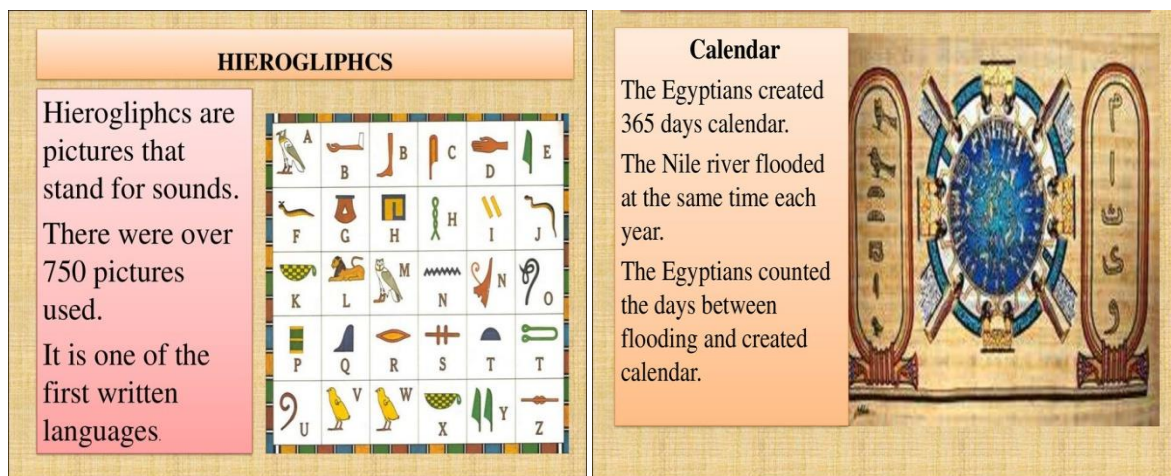 HIEROGLIPHCS
Hierogliphcs are
pictures that
stand for sounds.
There were over
750 pictures
used.
It is one of the
first written
languages.
A B B C D E
F G H H I J
K L M N N O
P Q R S T T
U V W X Y Z
Calendar
The Egyptians created
365 days calendar.
The Nile river flooded
at the same time each
year.
The Egyptians counted
the days between
flooding and created
calendar.
م
ا
ن
ى
و